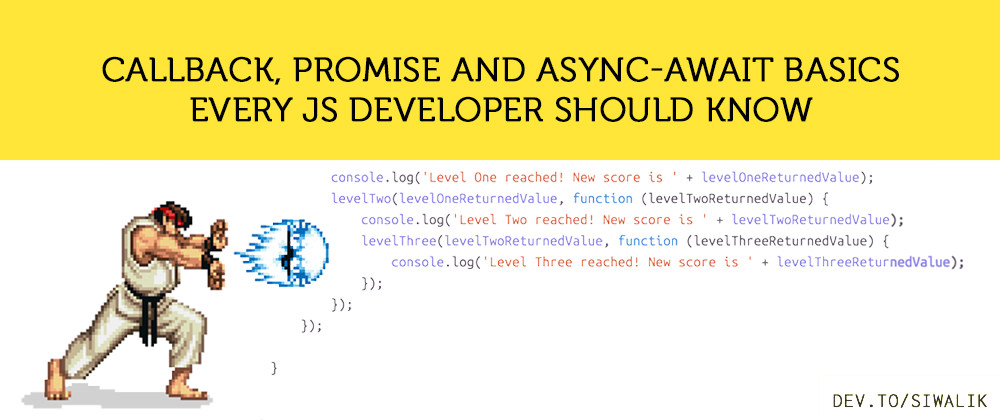 CALLBACK, PROMISE AND ASYNC-AWAIT BASICS
EVERY JS DEVELOPER SHOULD KNOW
console.log('Level One reached! New score is ' + levelOneReturnedValue);
levelTwo(levelOneReturnedValue, function (levelTwoReturnedValue) {
console.log('Level Two reached! New score is ' + levelTwoReturnedValue);
levelThree(levelTwoReturnedValue, function (levelThreeReturnedValue) {
console.log('Level Three reached! New score is ' + levelThreeReturnedValue);
});
});
});
}
DEV.TO/SIWALIK